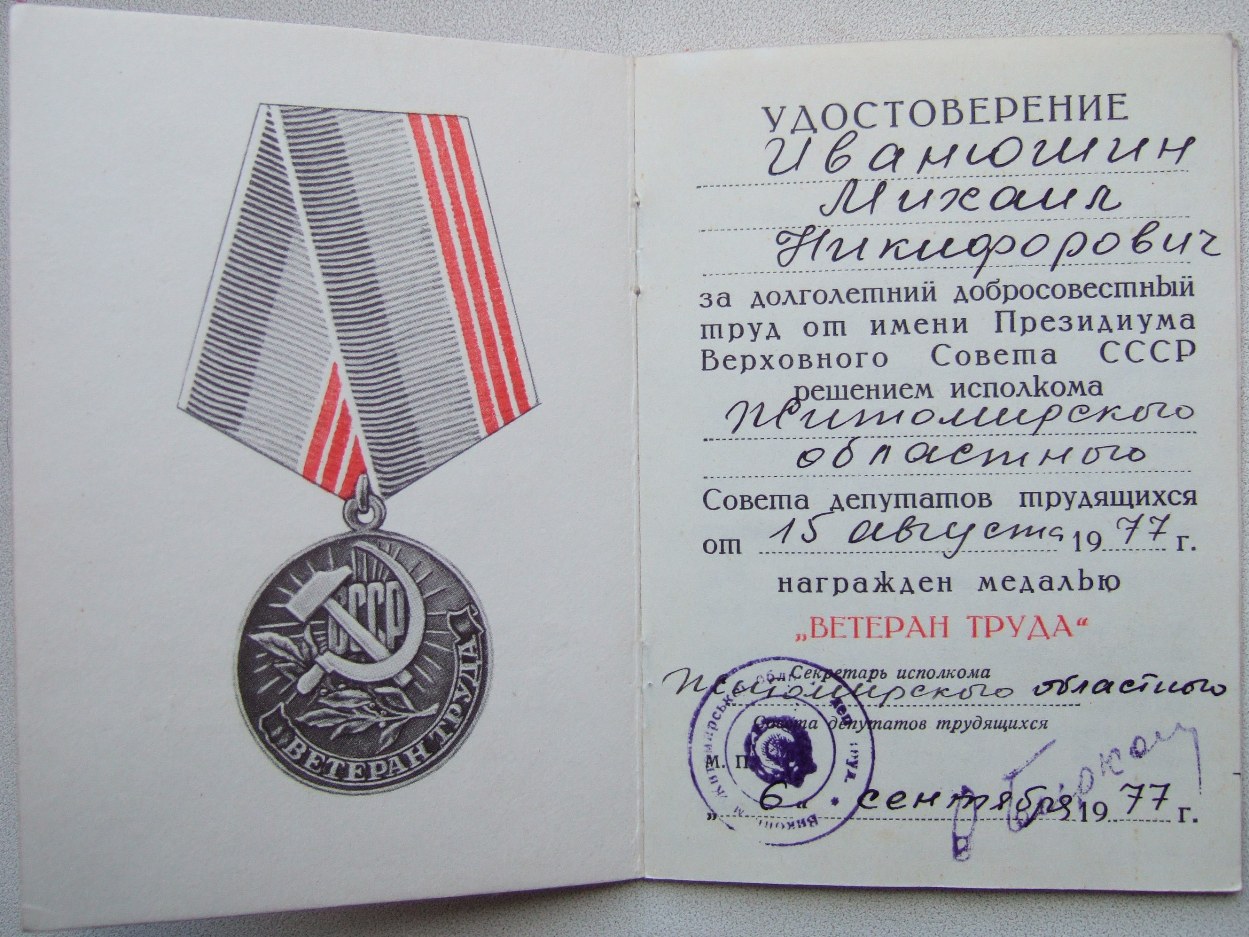 СССР
ВЕТЕРАН ТРУДА
УДОСТОВЕРЕНИЕ
Иванюшин
Михаил
Никифорович
за долголетний добросовестный
труд от имени Президиума
Верховного Совета СССР
решением исполкома
Житомирского
областного
Совета депутатов трудящихся
от 15 августа 1977 г.
награжден медалью
„ВЕТЕРАН ТРУДА“
Секретарь исполкома
Житомирского областного
Совета депутатов трудящихся
м. п.
„6“ сентября 1977 г.